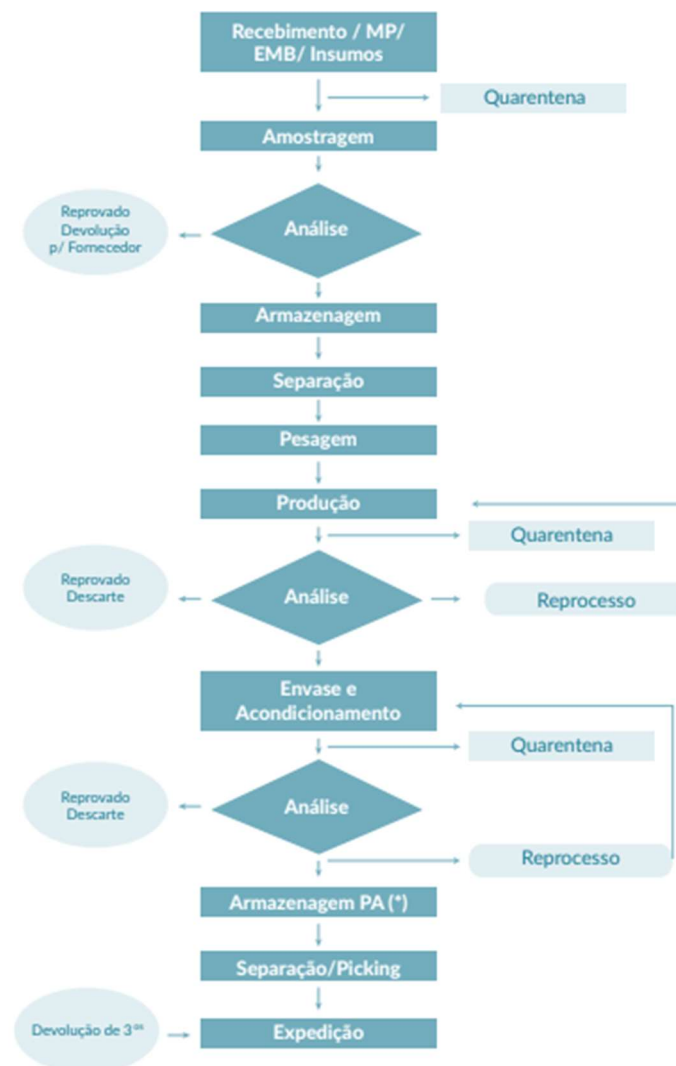 Recebimento / MP/
EMB/ Insumos
Quarentena
Amostragem
Análise
Reprovado
Devolução
p/ Fornecedor
Armazenagem
Separação
Pesagem
Produção
Quarentena
Reprovado
Descarte
Análise
Reprocesso
Envase e
Acondicionamento
Quarentena
Reprovado
Descarte
Análise
Reprocesso
Armazenagem PA (*)
Separação/Picking
Devolução de 3ᵒˢ
Expedição